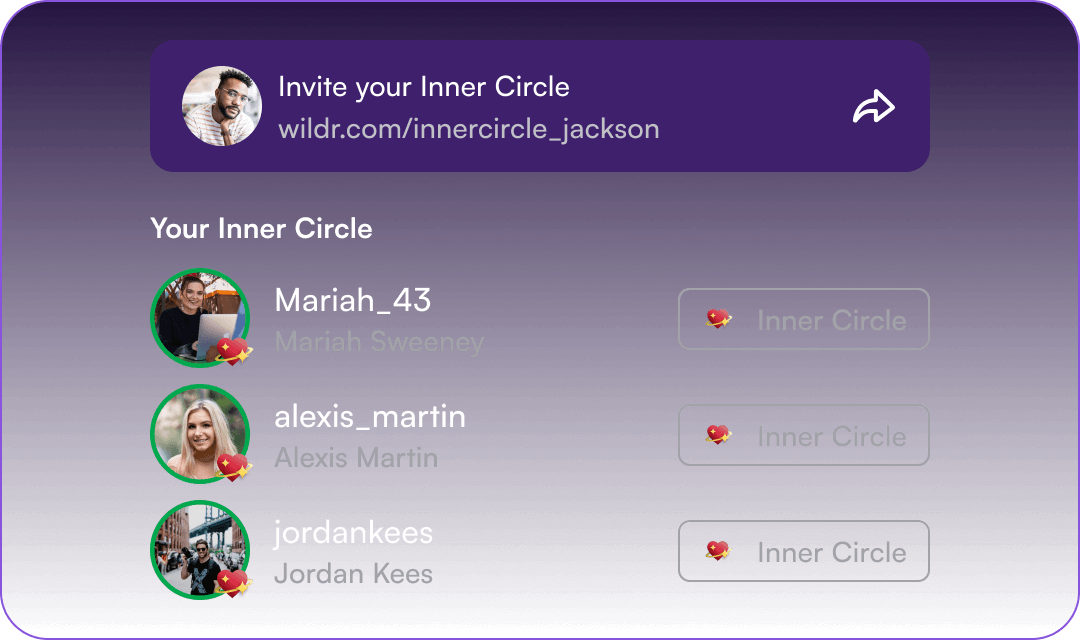 Invite your Inner Circle
wildr.com/innercircle_jackson
Your Inner Circle
Mariah_43
Mariah Sweeney
Inner Circle
alexis_martin
Alexis Martin
Inner Circle
jordankees
Jordan Kees
Inner Circle